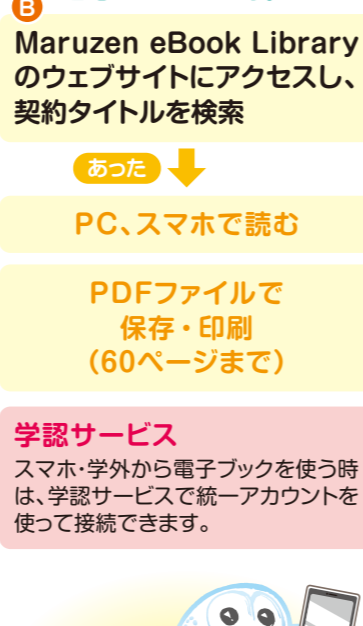 B
Maruzen eBook Library
のウェブサイトにアクセスし、
契約タイトルを検索
あった
PC、スマホで読む
PDFファイルで
保存・印刷
（60ページまで）
学認サービス
スマホ・学外から電子ブックを使う時
は、学認サービスで統一アカウントを
使って接続できます。